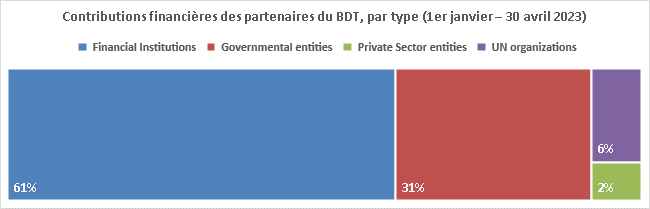 Contributions financières des partenaires du BDT, par type (1er janvier – 30 avril 2023)
Financial Institutions Governmental entities Private Sector entities UN organizations
61%
31%
6%
2%